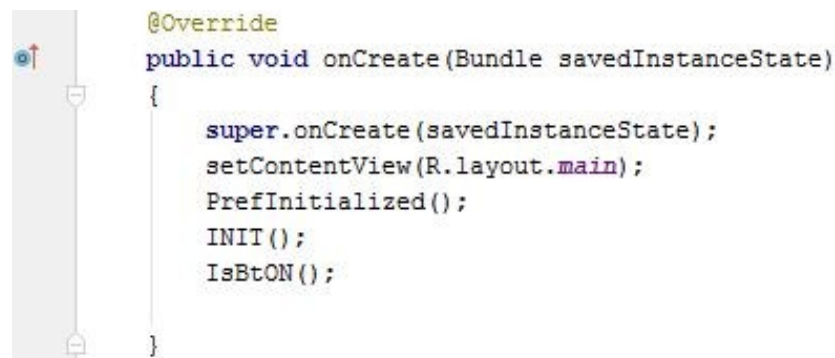 @Override
public void onCreate(Bundle savedInstanceState)
{
super.onCreate(savedInstanceState);
setContentView(R.layout.main);
PrefInitialized();
INIT();
IsBtON();
}